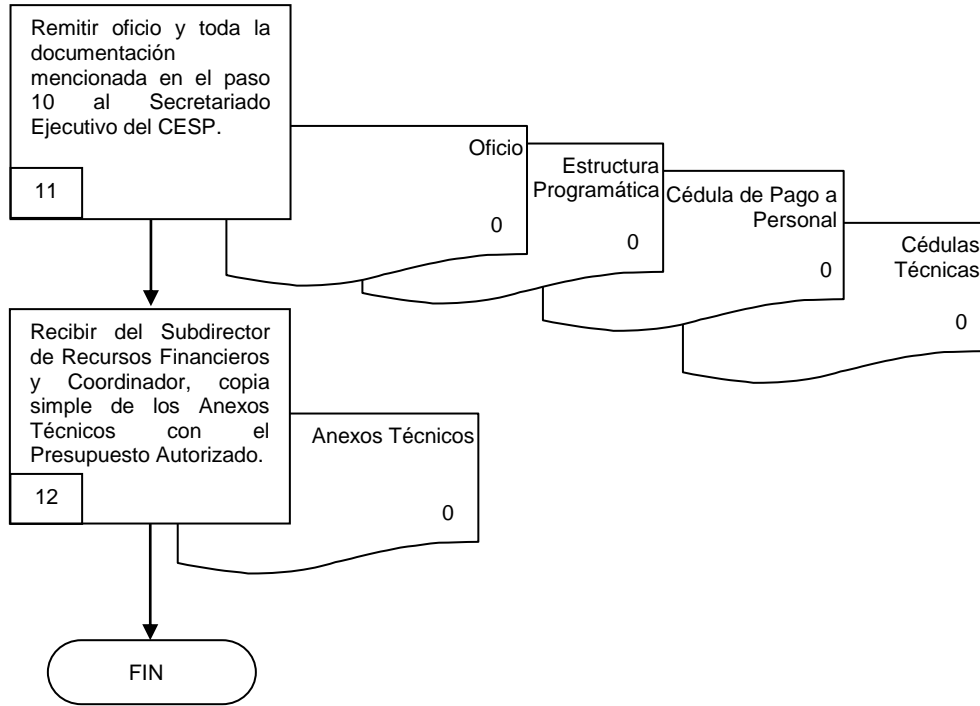 Remitir oficio y toda la
documentación
mencionada en el paso
10 al Secretariado
Ejecutivo del CESP.
11
Oficio
0
Estructura
Programática
0
Cédula de Pago a
Personal
0
Cédulas
Técnicas
0
Recibir del Subdirector
de Recursos Financieros
y Coordinador, copia
simple de los Anexos
Técnicos con el
Presupuesto Autorizado.
12
Anexos Técnicos
0
FIN